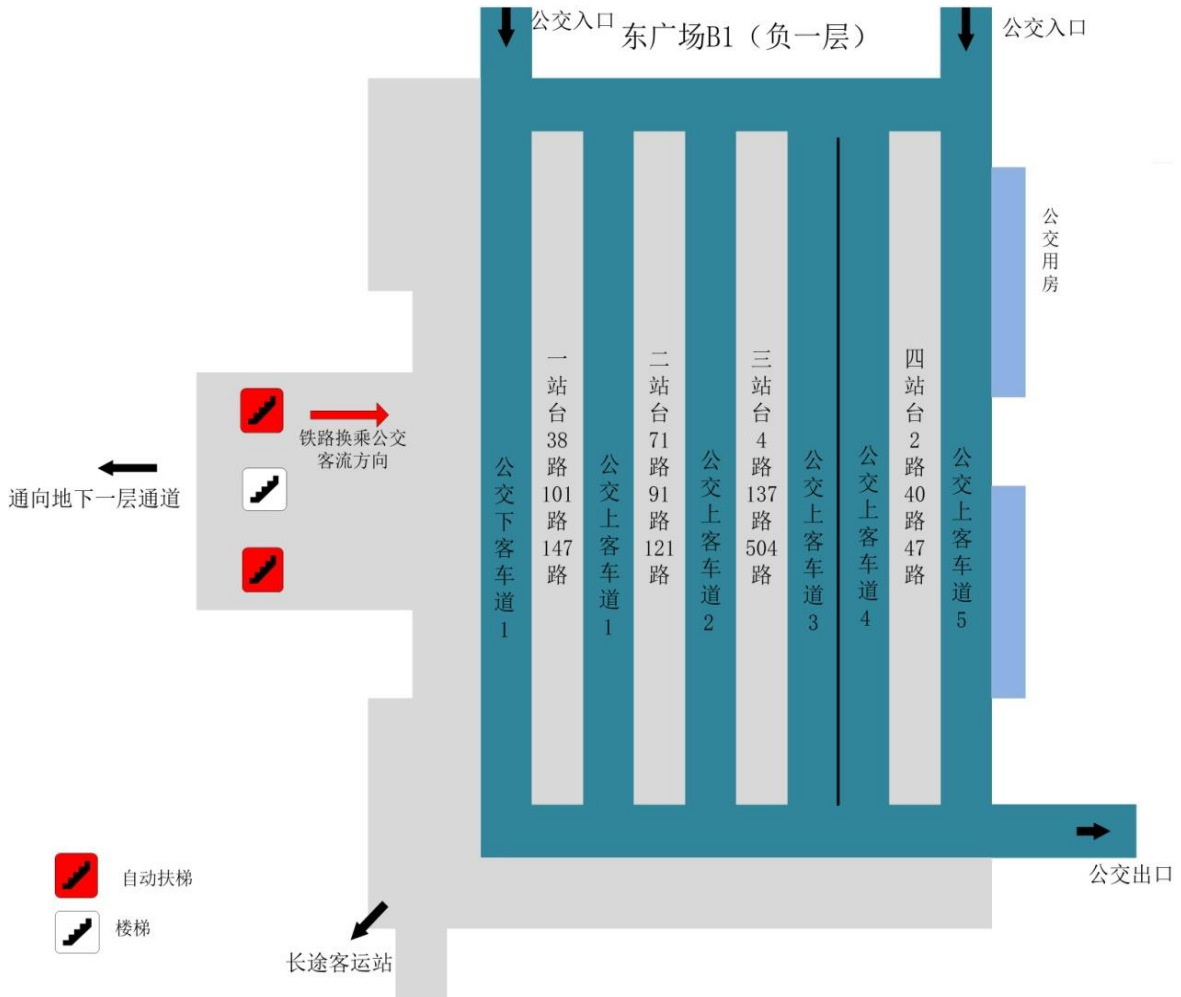 公交入口
东广场B1（负一层）
公交入口
公交用房
一站台38路101路147路
二站台71路91路121路
三站台4路137路504路
四站台2路40路47路
铁路换乘公交
客流方向
通向地下一层通道
公交下客车道1
公交上客车道1
公交上客车道2
公交上客车道3
公交上客车道4
公交上客车道5
自动扶梯
楼梯
公交出口
长途客运站